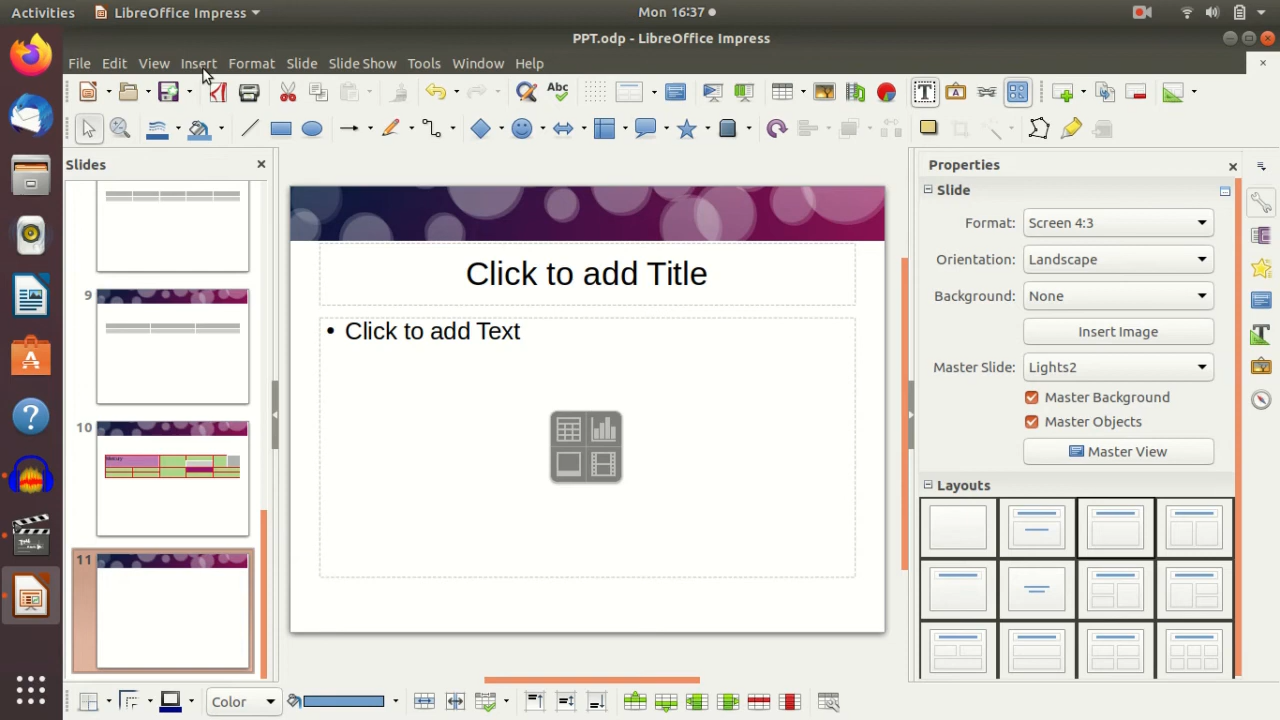 Activities LibreOffice Impress Mon 16:37
PPT.odp - LibreOffice Impress
File Edit View Insert Format Slide Slide Show Tools Window Help
Slides
9
10
11
Click to add Title
• Click to add Text
Properties
Slide
Format: Screen 4:3
Orientation: Landscape
Background: None
Insert Image
Master Slide: Lights2
Master Background
Master Objects
Master View
Layouts
Color